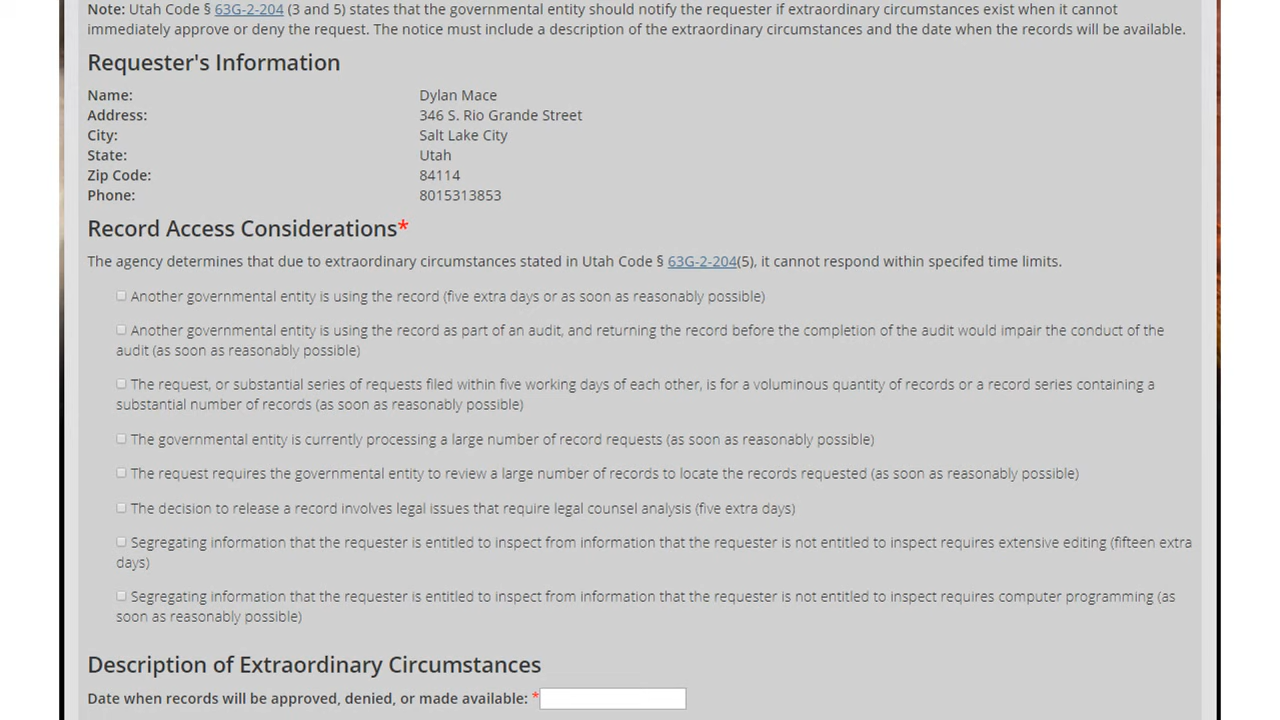 Note: Utah Code § 63G-2-204 (3 and 5) states that the governmental entity should notify the requester if extraordinary circumstances exist when it cannot
immediately approve or deny the request. The notice must include a description of the extraordinary circumstances and the date when the records will be available.
Requester's Information
Name: Dylan Mace
Address: 346 S. Rio Grande Street
City: Salt Lake City
State: Utah
Zip Code: 84114
Phone: 8015313853
Record Access Considerations*
The agency determines that due to extraordinary circumstances stated in Utah Code § 63G-2-204(5), it cannot respond within specifed time limits.
Another governmental entity is using the record (five extra days or as soon as reasonably possible)
Another governmental entity is using the record as part of an audit, and returning the record before the completion of the audit would impair the conduct of the
audit (as soon as reasonably possible)
The request, or substantial series of requests filed within five working days of each other, is for a voluminous quantity of records or a record series containing a
substantial number of records (as soon as reasonably possible)
The governmental entity is currently processing a large number of record requests (as soon as reasonably possible)
The request requires the governmental entity to review a large number of records to locate the records requested (as soon as reasonably possible)
The decision to release a record involves legal issues that require legal counsel analysis (five extra days)
Segregating information that the requester is entitled to inspect from information that the requester is not entitled to inspect requires extensive editing (fifteen extra
days)
Segregating information that the requester is entitled to inspect from information that the requester is not entitled to inspect requires computer programming (as
soon as reasonably possible)
Description of Extraordinary Circumstances
Date when records will be approved, denied, or made available: *